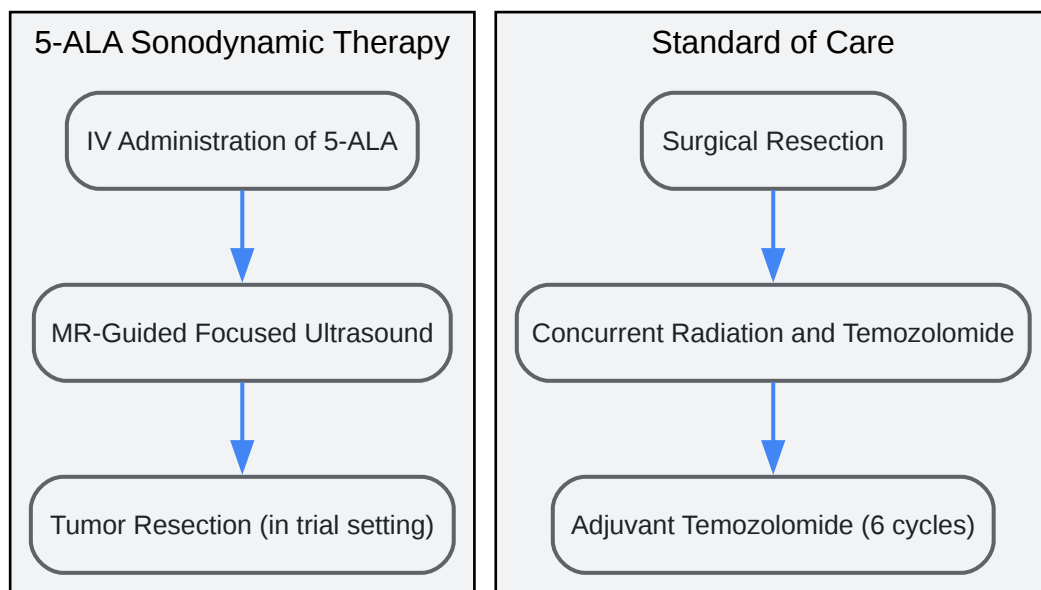 5-ALA Sonodynamic Therapy
IV Administration of 5-ALA
MR-Guided Focused Ultrasound
Tumor Resection (in trial setting)
Standard of Care
Surgical Resection
Concurrent Radiation and Temozolomide
Adjuvant Temozolomide (6 cycles)